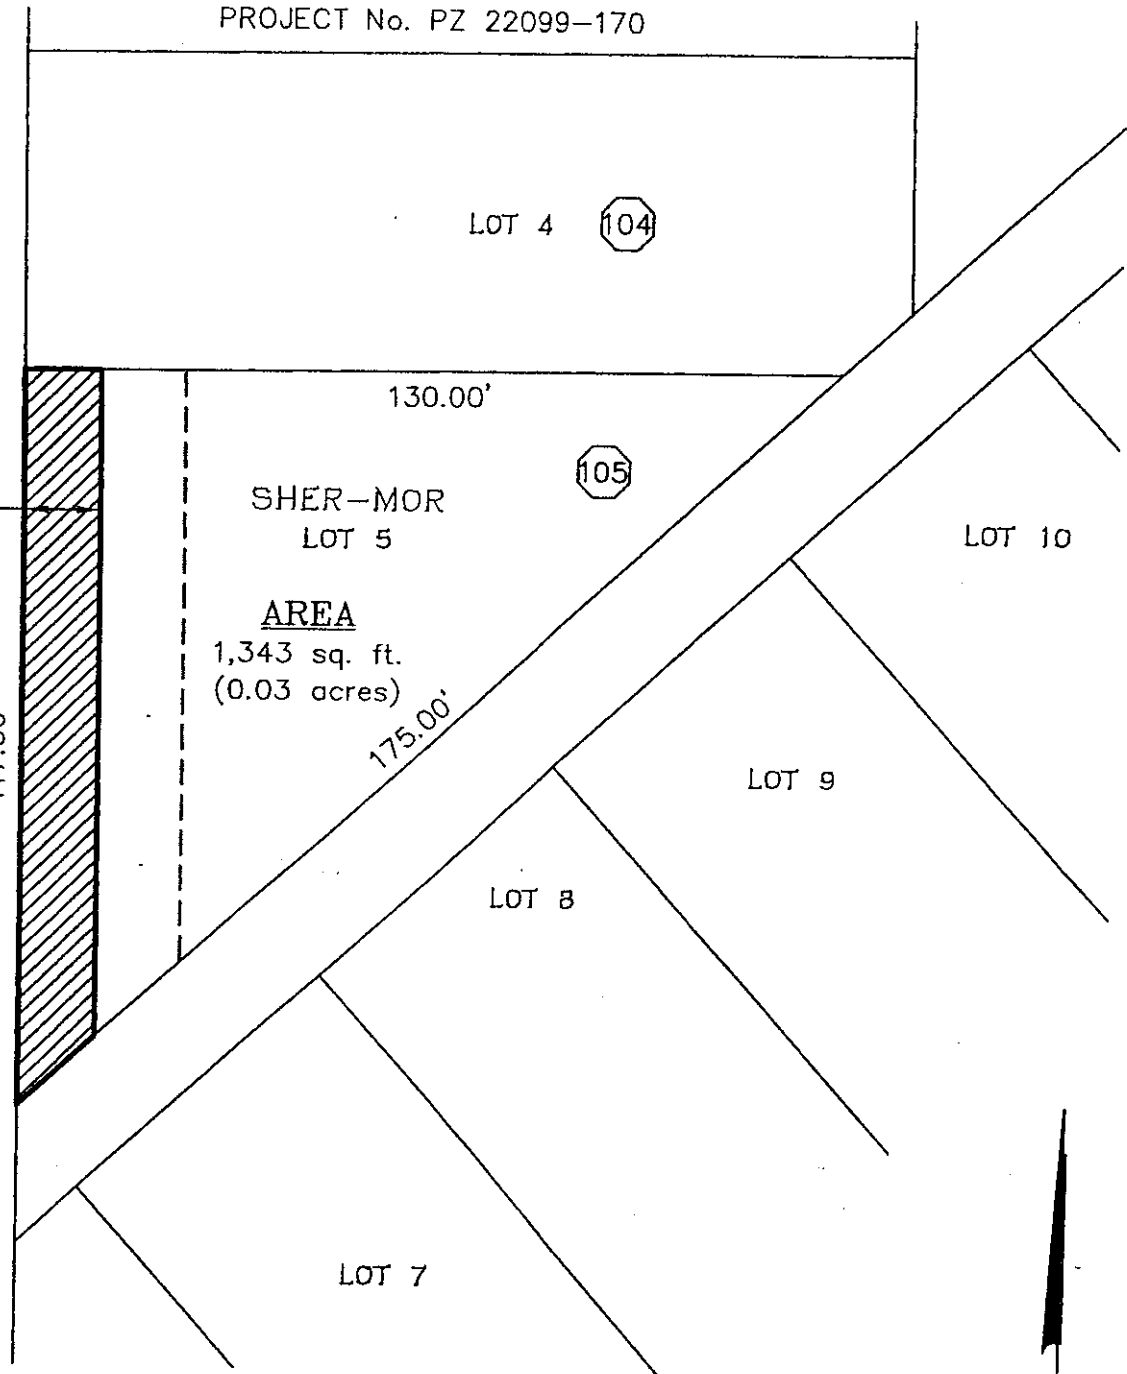 PROJECT No. PZ 22099-170
LOT 4
104
130.00'
105
SHER-MOR
LOT 5
AREA
1,343 sq. ft.
(0.03 acres)
175.00'
LOT 10
LOT 9
LOT 8
LOT 7